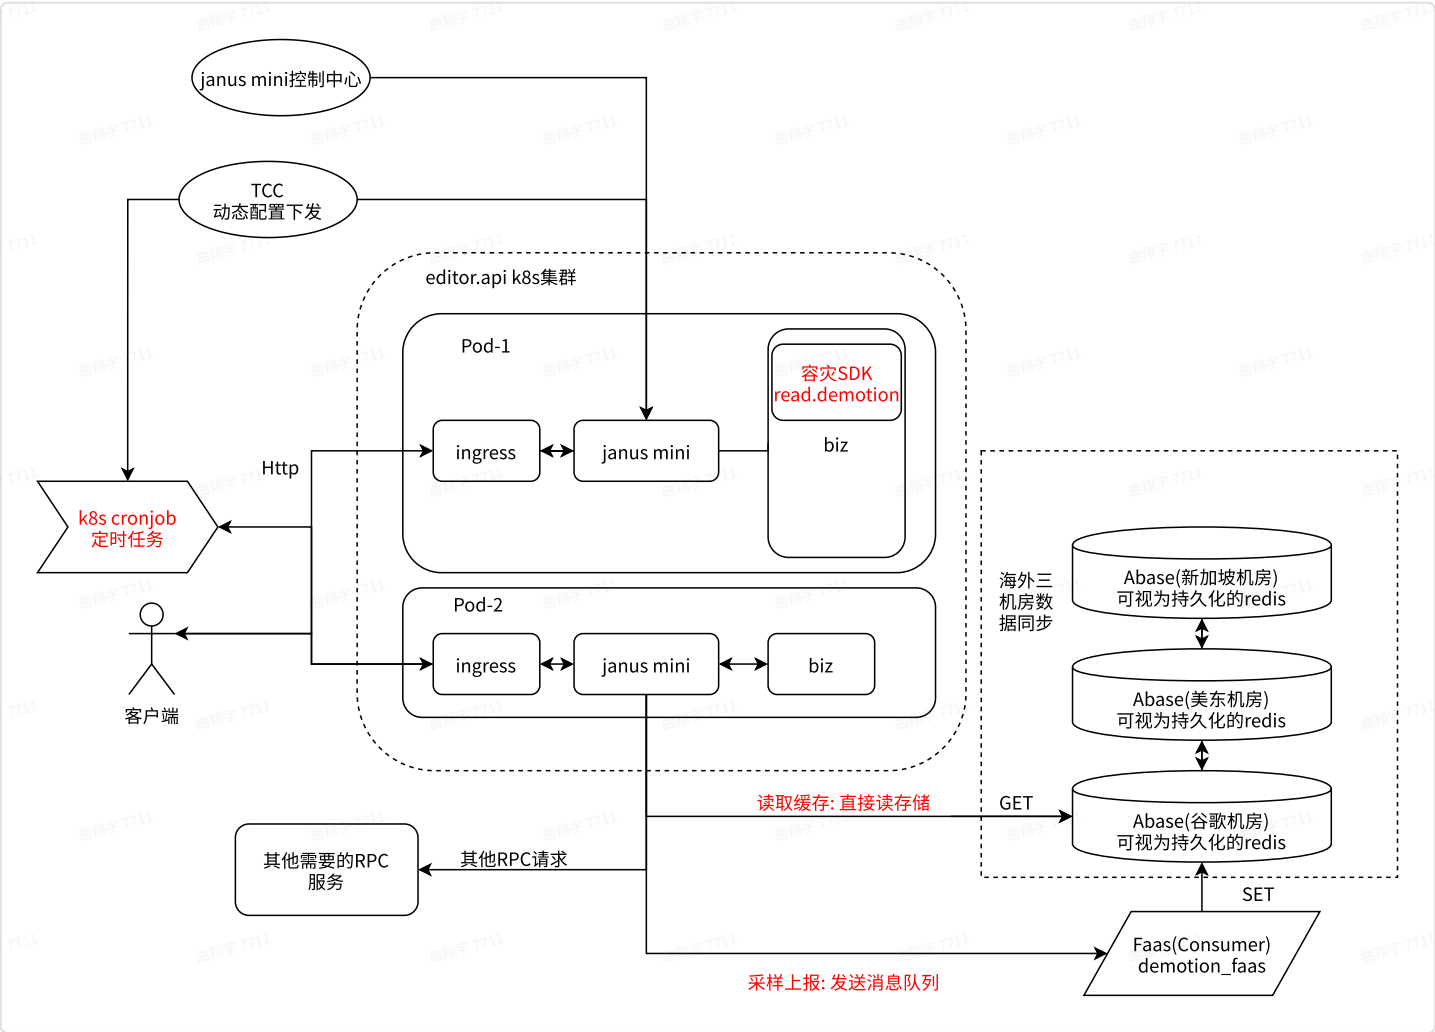 janus mini控制中心
TCC
动态配置下发
editor.api k8s集群
Pod-1
容灾SDK
read.demotion
ingress
janus mini
biz
Http
k8s cronjob
定时任务
Pod-2
ingress
janus mini
biz
客户端
海外三
机房数
据同步
Abase(新加坡机房)
可视为持久化的redis
Abase(美东机房)
可视为持久化的redis
Abase(谷歌机房)
可视为持久化的redis
读取缓存: 直接读存储
GET
其他需要的RPC
服务
其他RPC请求
SET
Faas(Consumer)
demotion_faas
采样上报: 发送消息队列
曲翔宇 7711